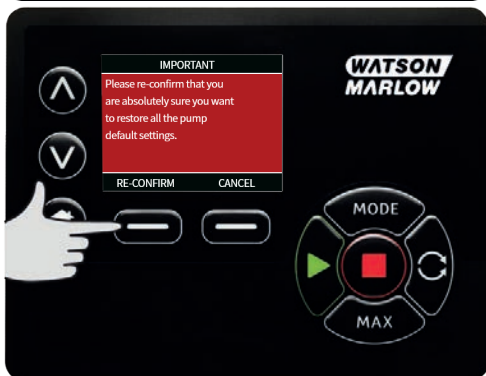 IMPORTANT
Please re-confirm that you
are absolutely sure you want
to restore all the pump
default settings.
RE-CONFIRM CANCEL
WATSON
MARLOW
MODE
MAX